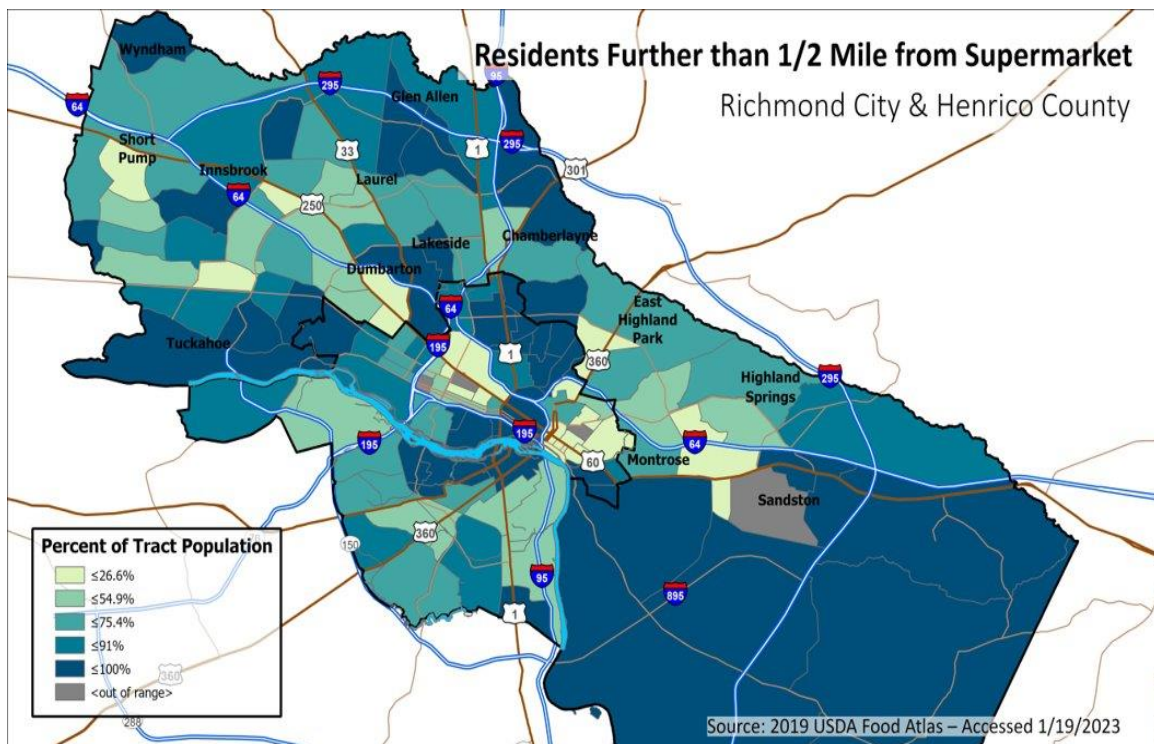 Residents Further than 1/2 Mile from Supermarket
Richmond City & Henrico County
Wyndham
95
295
Glen Allen
64
295
Short
Pump
33
1
301
Innsbrook
Laurel
64
250
Chamberlayne
Lakeside
Dumbarton
64
East
Highland
Park
Tuckahoe
195
1
360
Highland
Springs
295
195
195
64
60
Montrose
Sandston
360
150
95
895
1
Percent of Tract Population
≤26.6%
≤54.9%
≤75.4%
≤91%
≤100%
<out of range>
360
288
Source: 2019 USDA Food Atlas – Accessed 1/19/2023